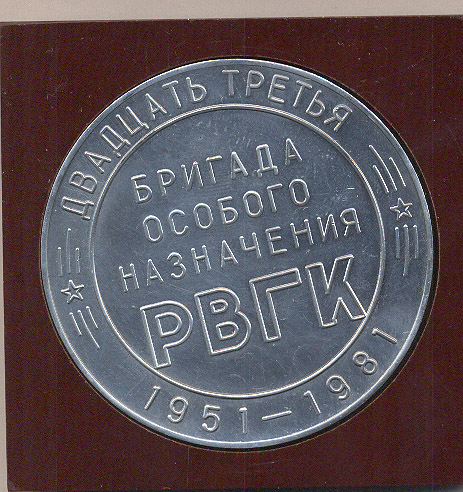 ДВАДЦАТЬ ТРЕТЬЯ
БРИГАДА
ОСОБОГО
НАЗНАЧЕНИЯ
РВГК
1951-1981